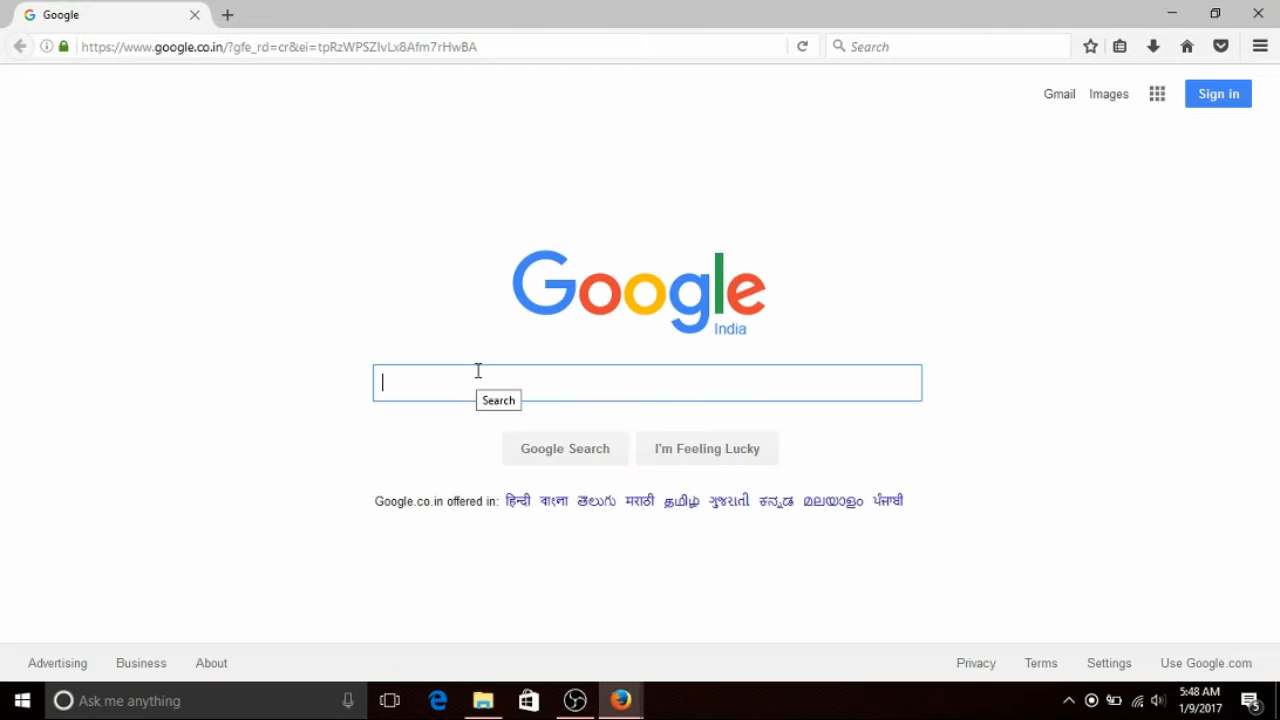 Google
https://www.google.co.in/?gfe_rd=cr&ei=tpRzWPSZIvLx8Afm7rHwBA
Search
Gmail Images Sign in
Google
India
Search
Google Search I'm Feeling Lucky
Google.co.in offered in: हिन्दी বাংলা తెలుగు मराठी தமிழ் ગુજરાતી ಕನ್ನಡ മലയാളം ਪੰਜਾਬੀ
Advertising Business About Privacy Terms Settings Use Google.com
Ask me anything
5:48 AM
1/9/2017
5